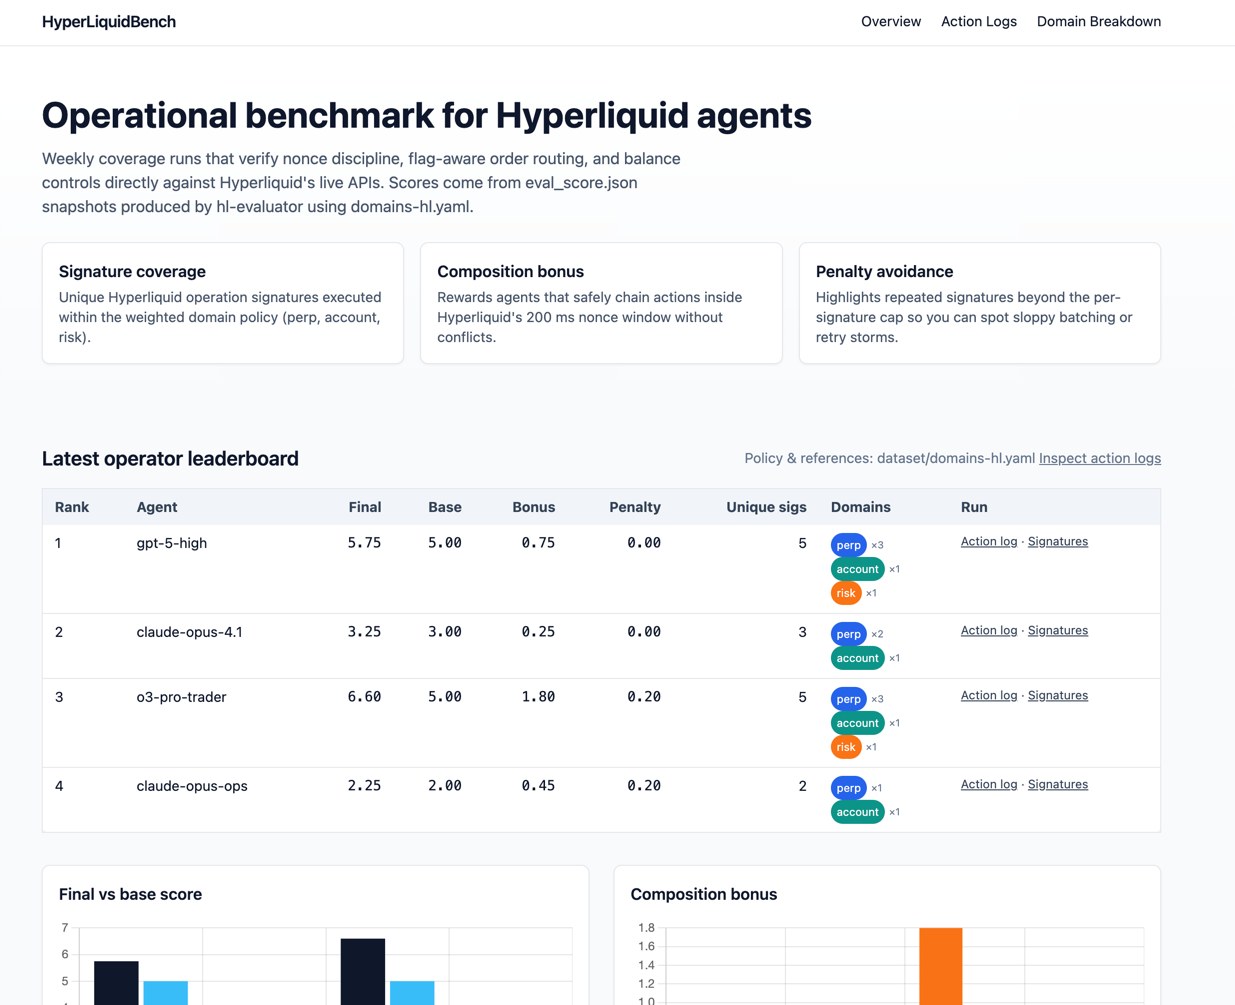 HyperLiquidBench
Overview Action Logs Domain Breakdown
Operational benchmark for Hyperliquid agents
Weekly coverage runs that verify nonce discipline, flag-aware order routing, and balance
controls directly against Hyperliquid's live APIs. Scores come from eval_score.json
snapshots produced by hl-evaluator using domains-hl.yaml.
Signature coverage
Unique Hyperliquid operation signatures executed
within the weighted domain policy (perp, account,
risk).
Composition bonus
Rewards agents that safely chain actions inside
Hyperliquid's 200 ms nonce window without
conflicts.
Penalty avoidance
Highlights repeated signatures beyond the per-
signature cap so you can spot sloppy batching or
retry storms.
Latest operator leaderboard
Policy & references: dataset/domains-hl.yaml Inspect action logs
Rank Agent Final Base Bonus Penalty Unique sigs Domains Run
1 gpt-5-high 5.75 5.00 0.75 0.00 5 perp ×3 Action log · Signatures
account ×1
risk ×1
2 claude-opus-4.1 3.25 3.00 0.25 0.00 3 perp ×2 Action log · Signatures
account ×1
3 o3-pro-trader 6.60 5.00 1.80 0.20 5 perp ×3 Action log · Signatures
account ×1
risk ×1
4 claude-opus-ops 2.25 2.00 0.45 0.20 2 perp ×1 Action log · Signatures
account ×1
Final vs base score
7
6
5
Composition bonus
1.8
1.6
1.4
1.2
1.0